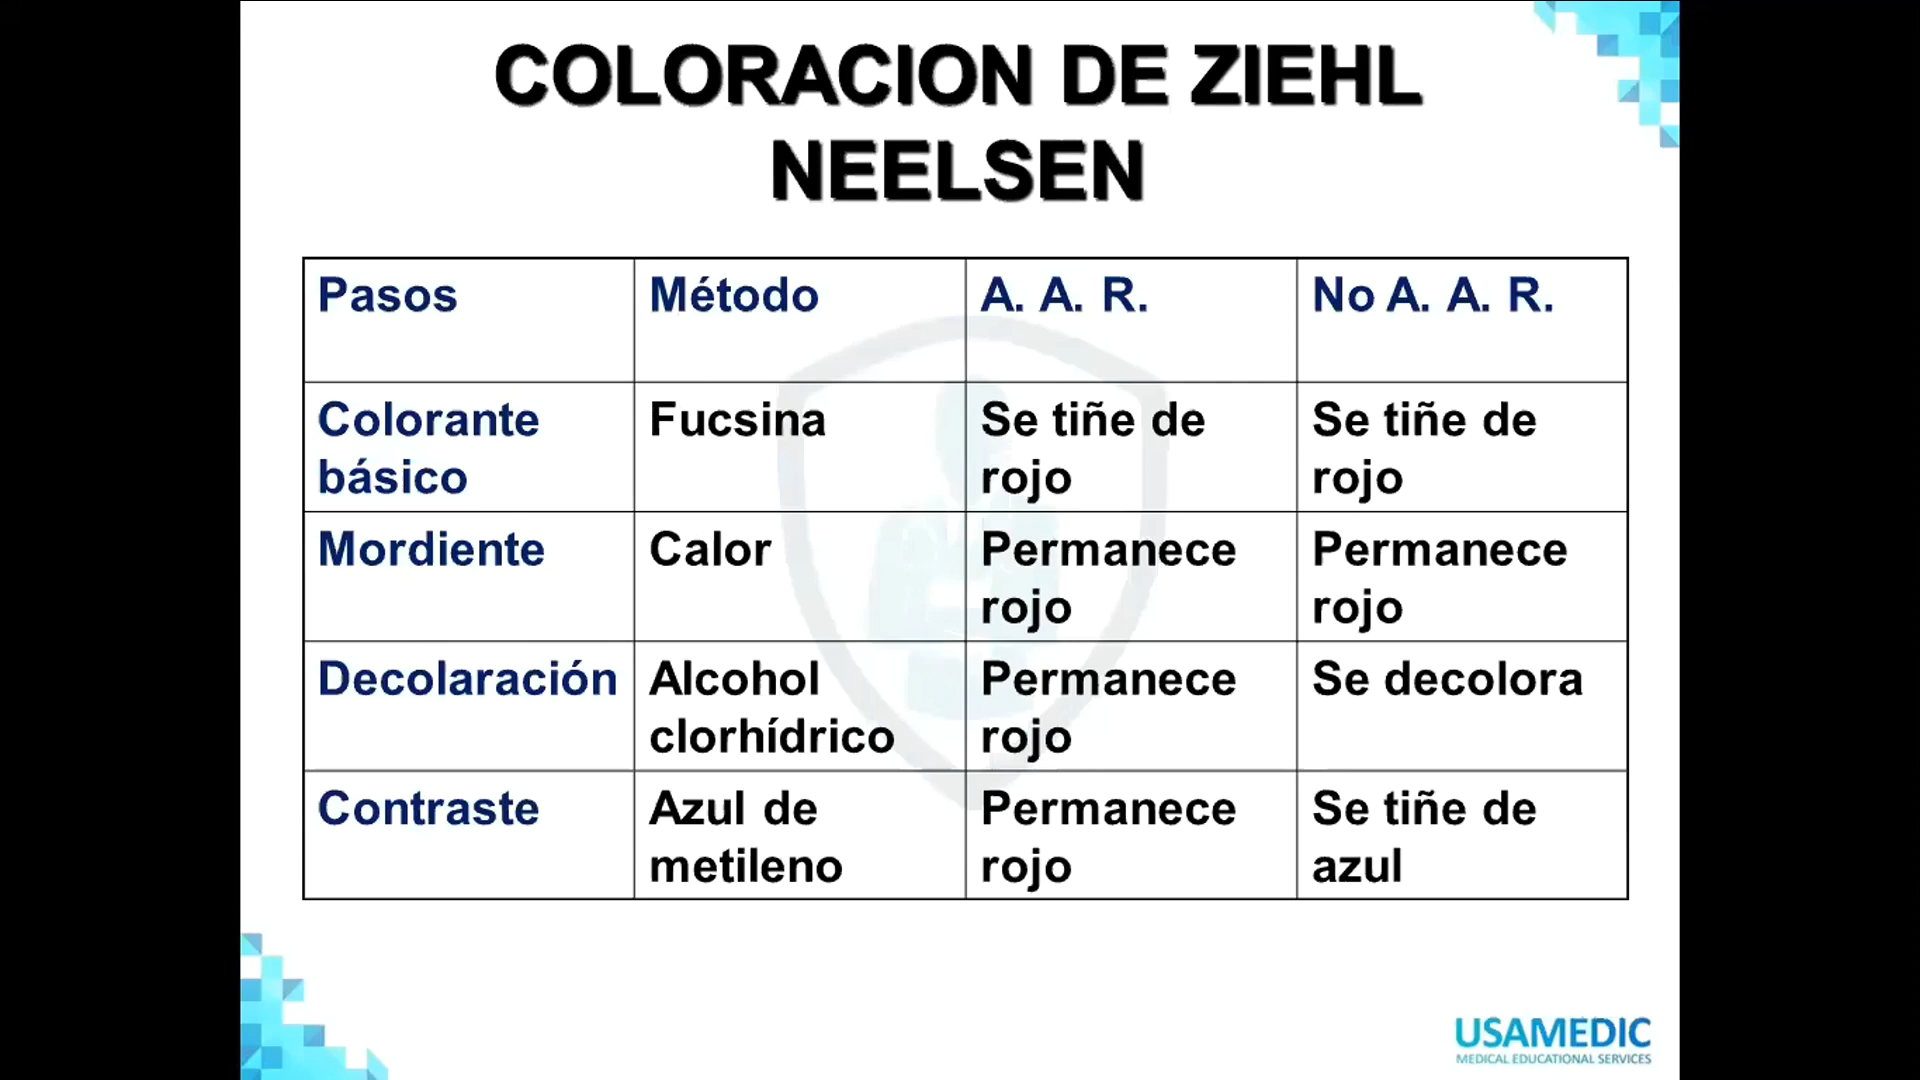 COLORACION DE ZIEHL
NEELSEN
Pasos Método A. A. R. No A. A. R.
Colorante básico Fucsina Se tiñe de rojo Se tiñe de rojo
Mordiente Calor Permanece rojo Permanece rojo
Decolaración Alcohol clorhídrico Permanece rojo Se decolora
Contraste Azul de metileno Permanece rojo Se tiñe de azul
USAMEDIC
MEDICAL EDUCATIONAL SERVICES